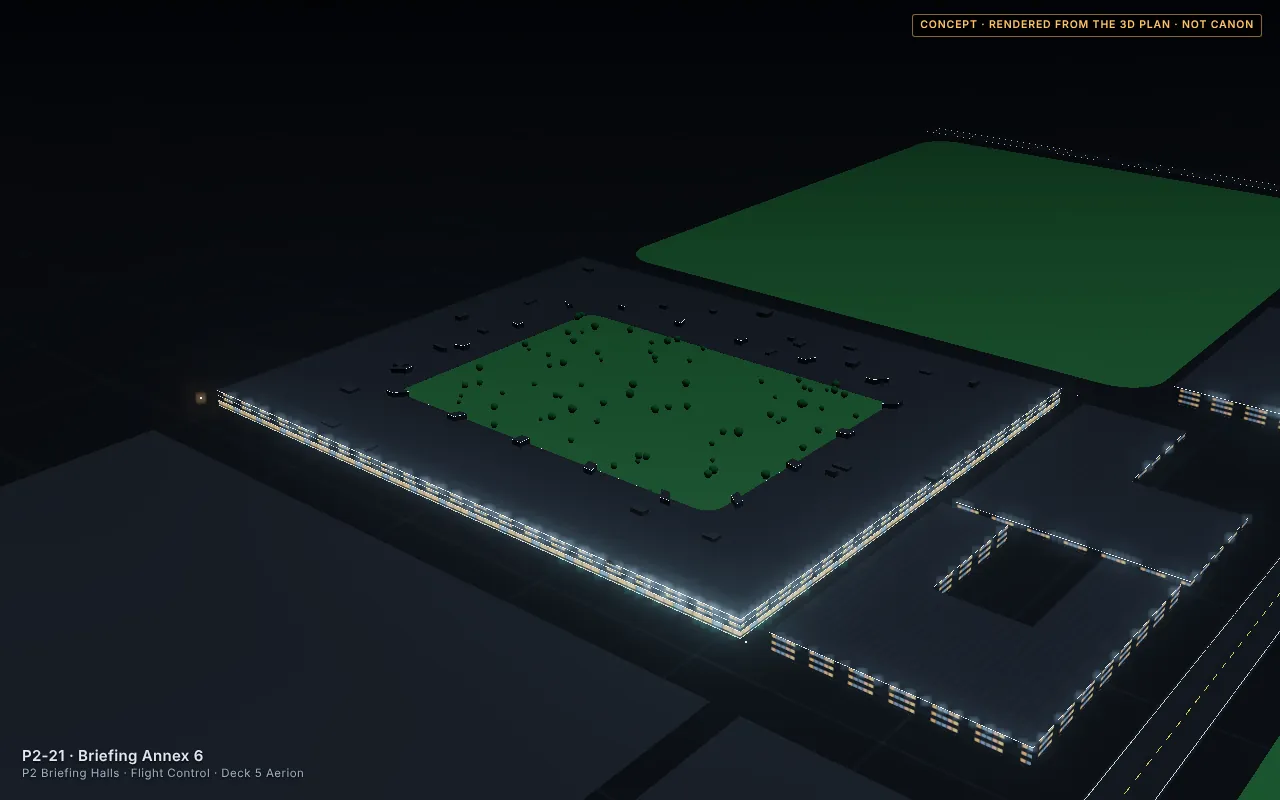 CONCEPT · RENDERED FROM THE 3D PLAN · NOT CANON
P2-21 · Briefing Annex 6
P2 Briefing Halls · Flight Control · Deck 5 Aerion